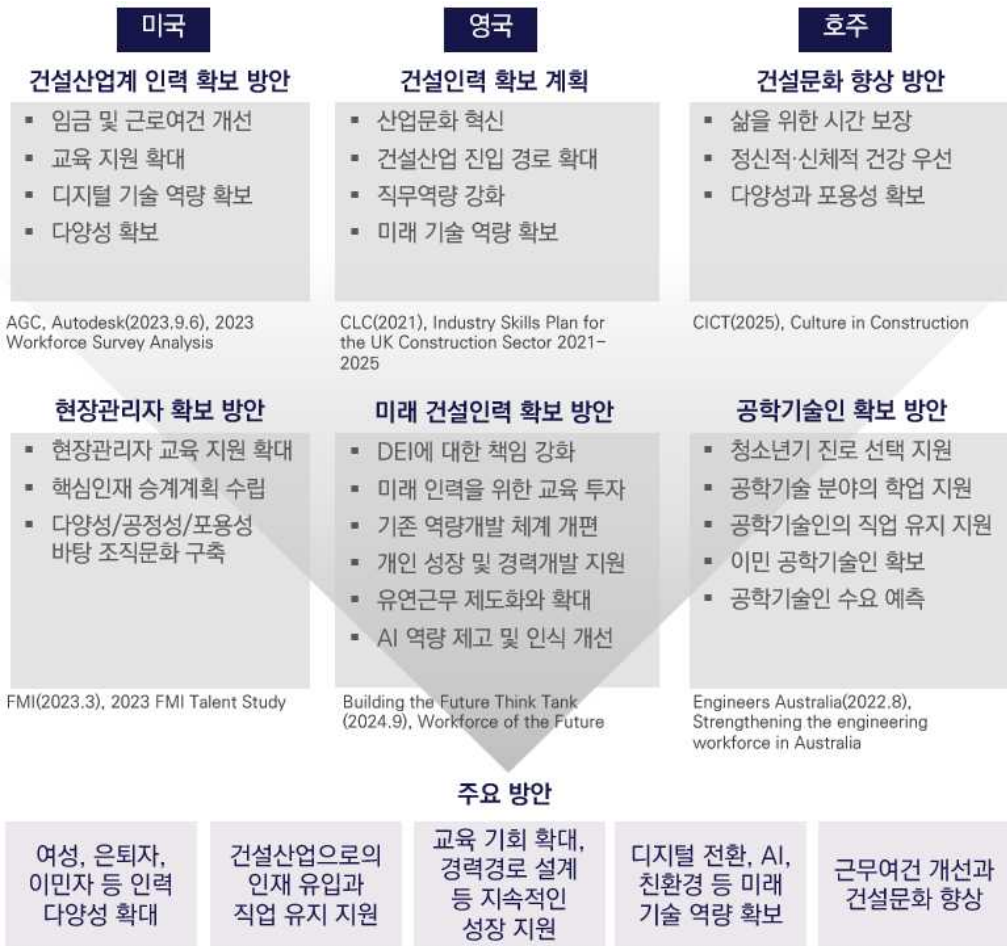 미국
영국
호주
건설산업계 인력 확보 방안
▪ 임금 및 근로여건 개선
▪ 교육 지원 확대
▪ 디지털 기술 역량 확보
▪ 다양성 확보
AGC, Autodesk(2023.9.6), 2023
Workforce Survey Analysis
건설인력 확보 계획
▪ 산업문화 혁신
▪ 건설산업 진입 경로 확대
▪ 직무역량 강화
▪ 미래 기술 역량 확보
CLC(2021), Industry Skills Plan for
the UK Construction Sector 2021-
2025
건설문화 향상 방안
▪ 삶을 위한 시간 보장
▪ 정신적·신체적 건강 우선
▪ 다양성과 포용성 확보
CICT(2025), Culture in Construction
현장관리자 확보 방안
▪ 현장관리자 교육 지원 확대
▪ 핵심인재 승계계획 수립
▪ 다양성/공정성/포용성
바탕 조직문화 구축
FMI(2023.3), 2023 FMI Talent Study
미래 건설인력 확보 방안
▪ DEI에 대한 책임 강화
▪ 미래 인력을 위한 교육 투자
▪ 기존 역량개발 체계 개편
▪ 개인 성장 및 경력개발 지원
▪ 유연근무 제도화와 확대
▪ AI 역량 제고 및 인식 개선
Building the Future Think Tank
(2024.9), Workforce of the Future
공학기술인 확보 방안
▪ 청소년기 진로 선택 지원
▪ 공학기술 분야의 학업 지원
▪ 공학기술인의 직업 유지 지원
▪ 이민 공학기술인 확보
▪ 공학기술인 수요 예측
Engineers Australia(2022.8),
Strengthening the engineering
workforce in Australia
주요 방안
여성, 은퇴자,
이민자 등 인력
다양성 확대
건설산업으로의
인재 유입과
직업 유지 지원
교육 기회 확대,
경력경로 설계
등 지속적인
성장 지원
디지털 전환, AI,
친환경 등 미래
기술 역량 확보
근무여건 개선과
건설문화 향상